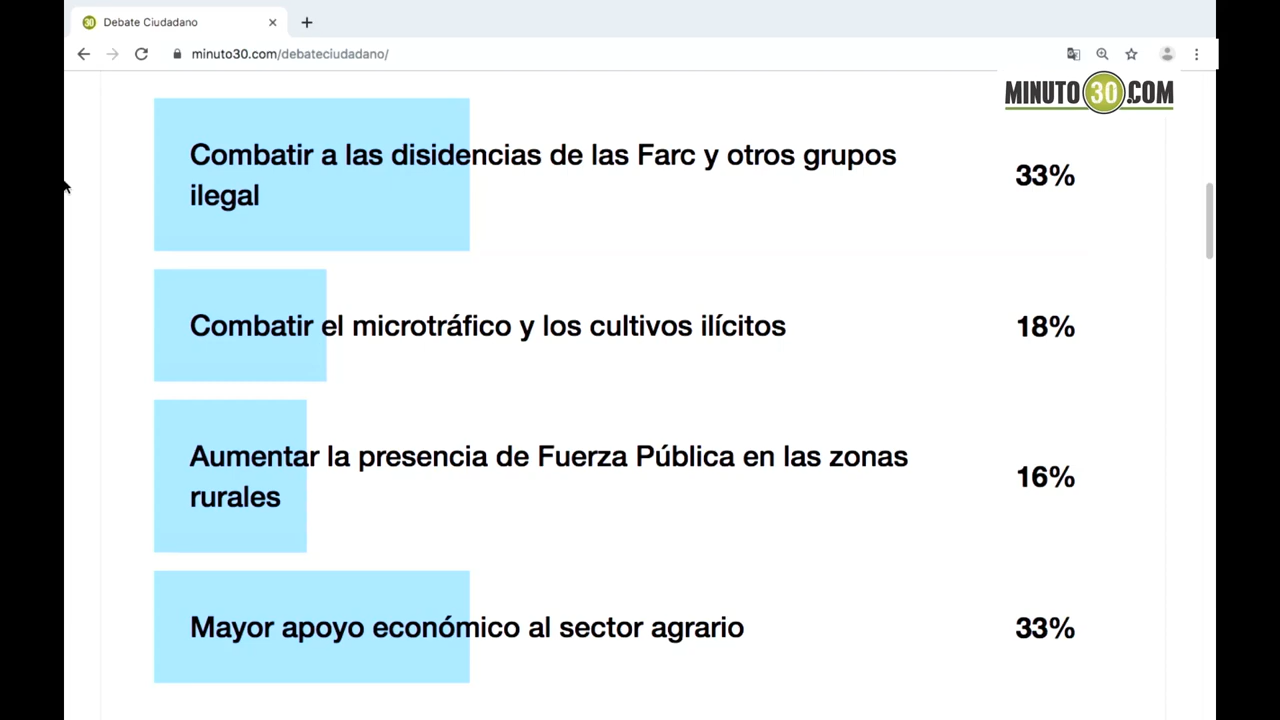 30 Debate Ciudadano
minuto30.com/debateciudadano/
MINUTO30.COM
Combatir a las disidencias de las Farc y otros grupos
ilegal
33%
Combatir el microtráfico y los cultivos ilícitos
18%
Aumentar la presencia de Fuerza Pública en las zonas
rurales
16%
Mayor apoyo económico al sector agrario
33%